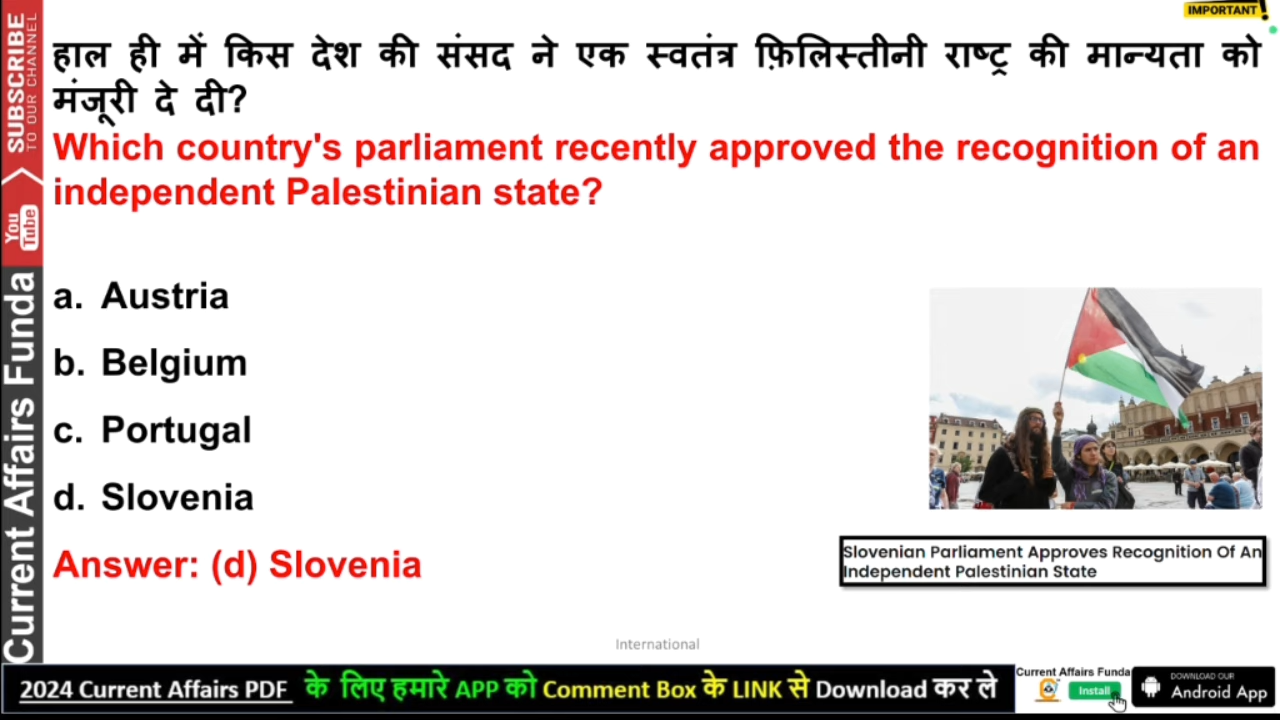 IMPORTANT!
SUBSCRIBE
TO OUR CHANNEL
You
Tube
Current Affairs Funda
हाल ही में किस देश की संसद ने एक स्वतंत्र फ़िलिस्तीनी राष्ट्र की मान्यता को
मंजूरी दे दी?
Which country's parliament recently approved the recognition of an
independent Palestinian state?
a. Austria
b. Belgium
c. Portugal
d. Slovenia
Answer: (d) Slovenia
Slovenian Parliament Approves Recognition Of An
Independent Palestinian State
International
2024 Current Affairs PDF के लिए हमारे APP को Comment Box के LINK से Download कर ले
Current Affairs Funda
Install
DOWNLOAD OUR
Android App